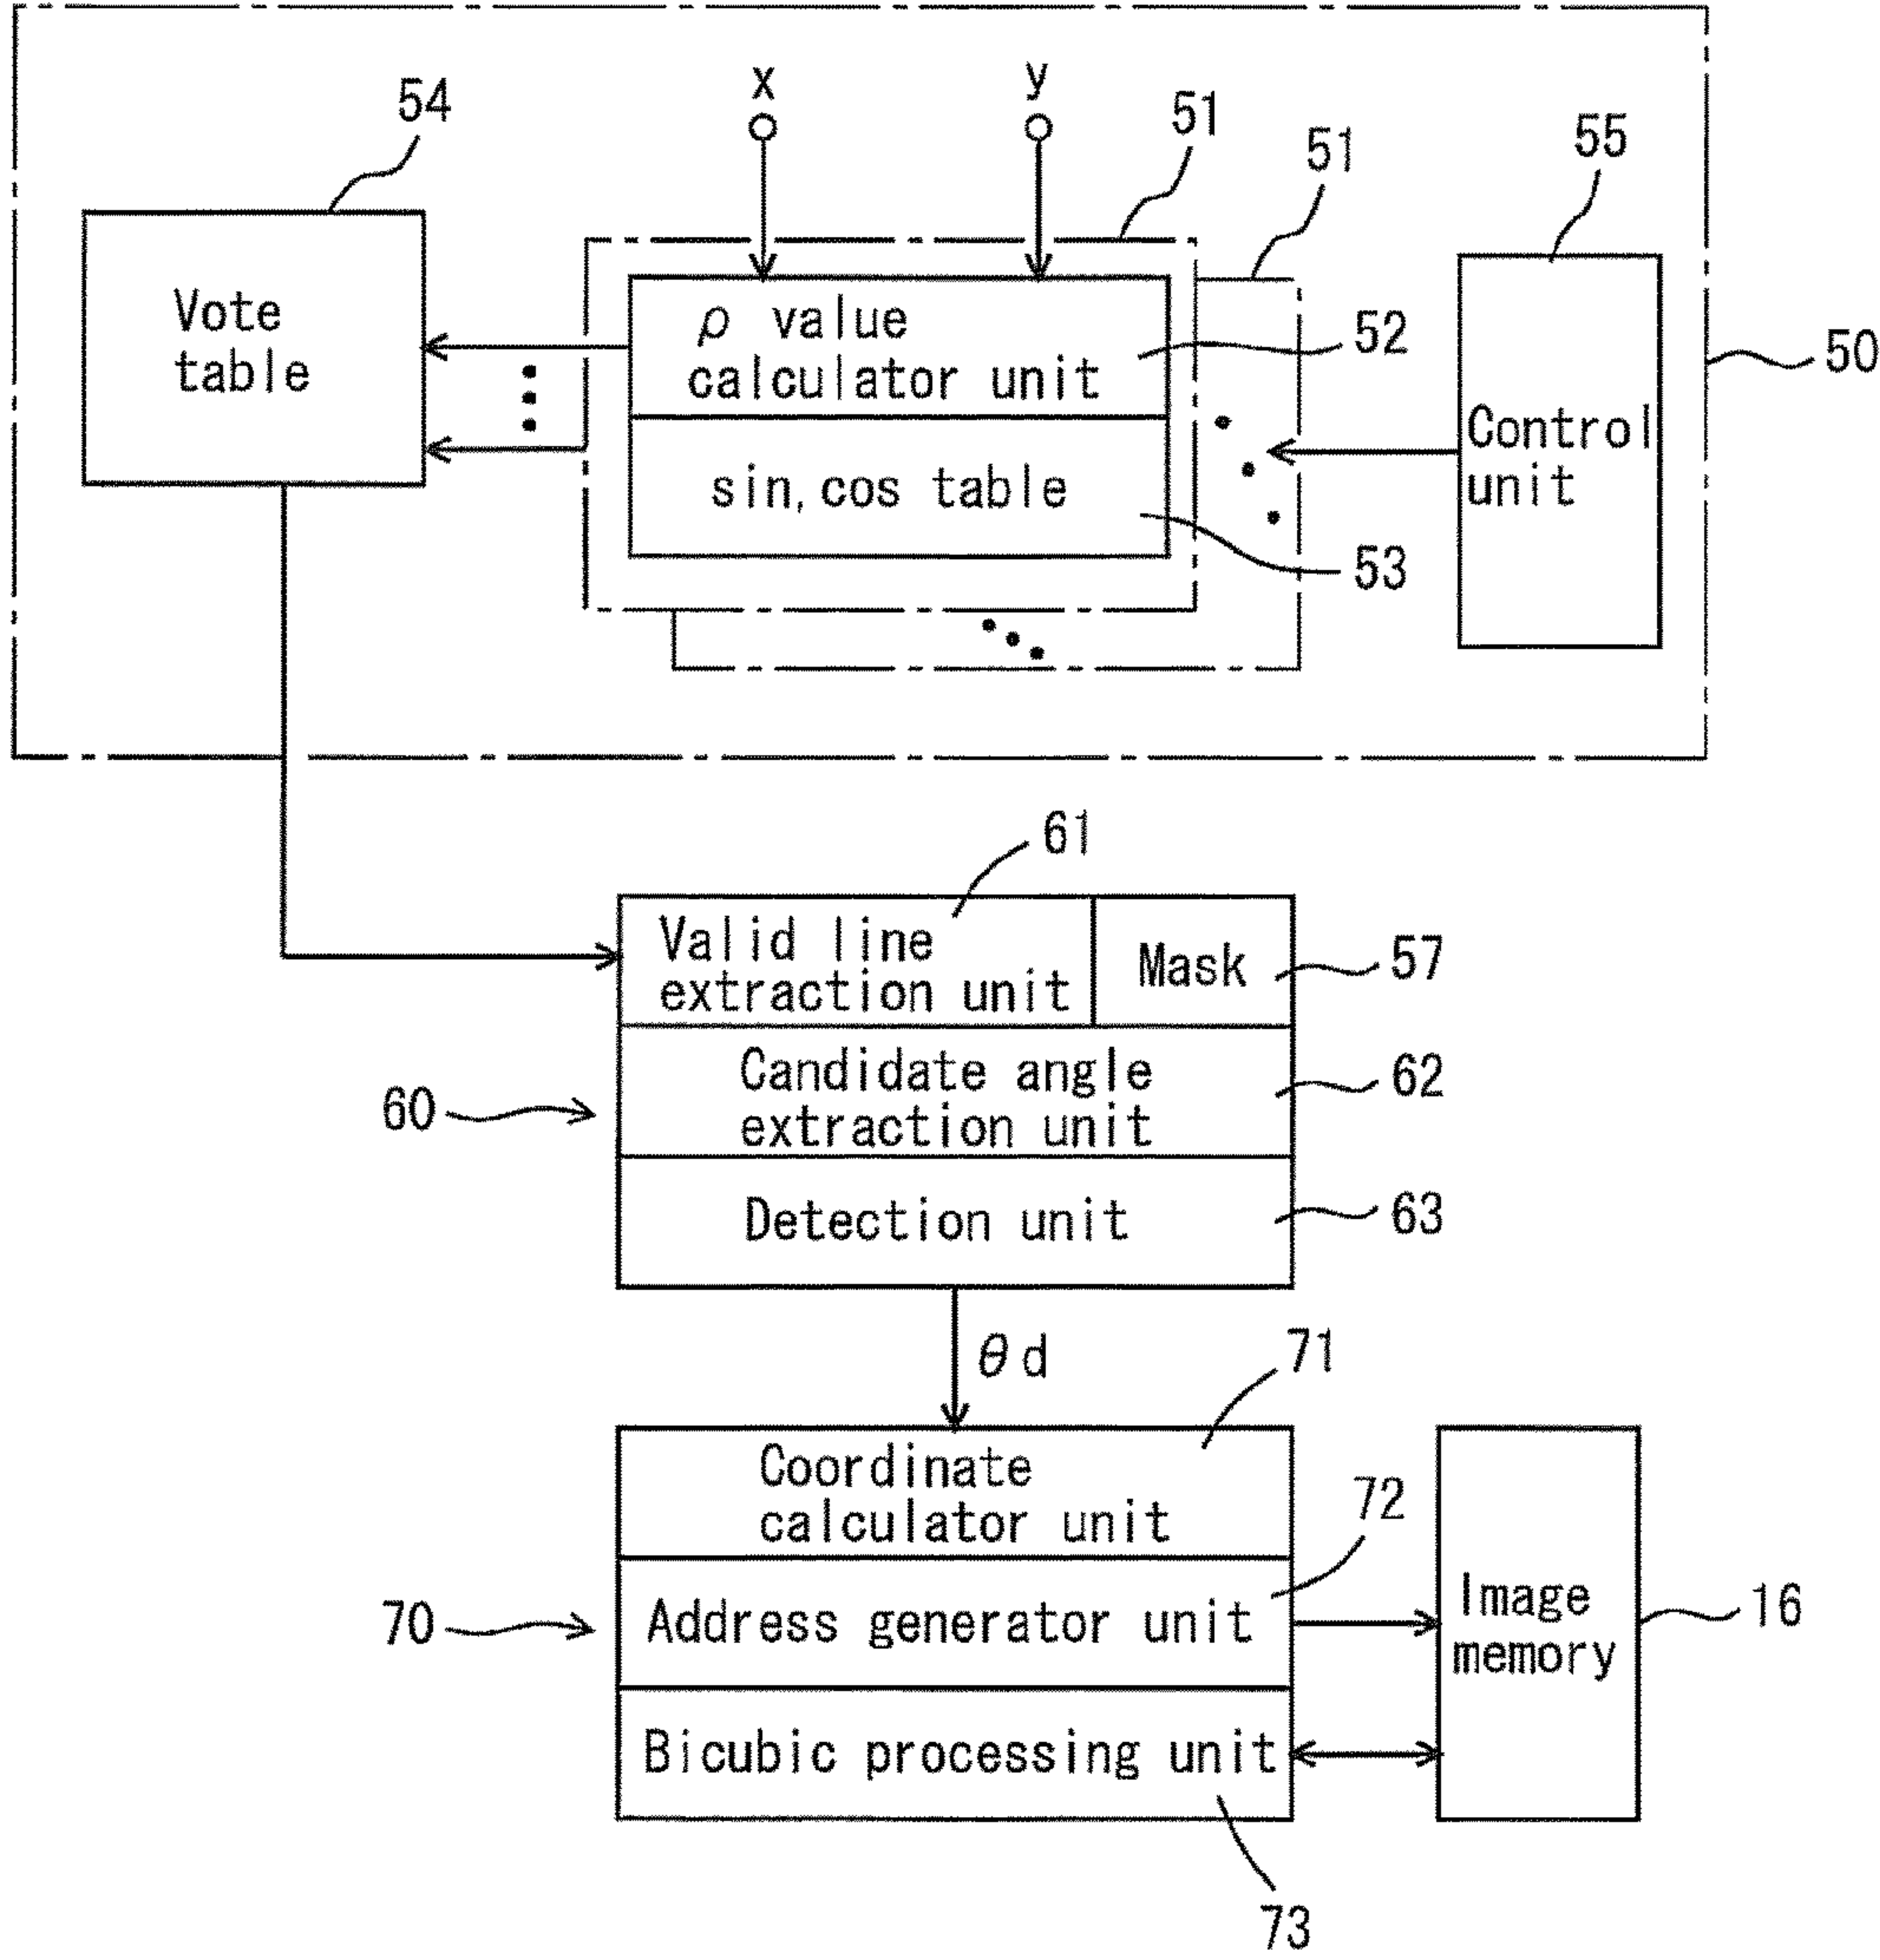 x
y
54
51
51
55
Vote
table
ρ value
calculator unit
52
50
Control
unit
sin, cos table
53
61
Valid line
extraction unit
Mask
57
Candidate angle
extraction unit
62
60
Detection unit
63
θd
71
Coordinate
calculator unit
72
70
Address generator unit
Image
memory
16
Bicubic processing unit
73